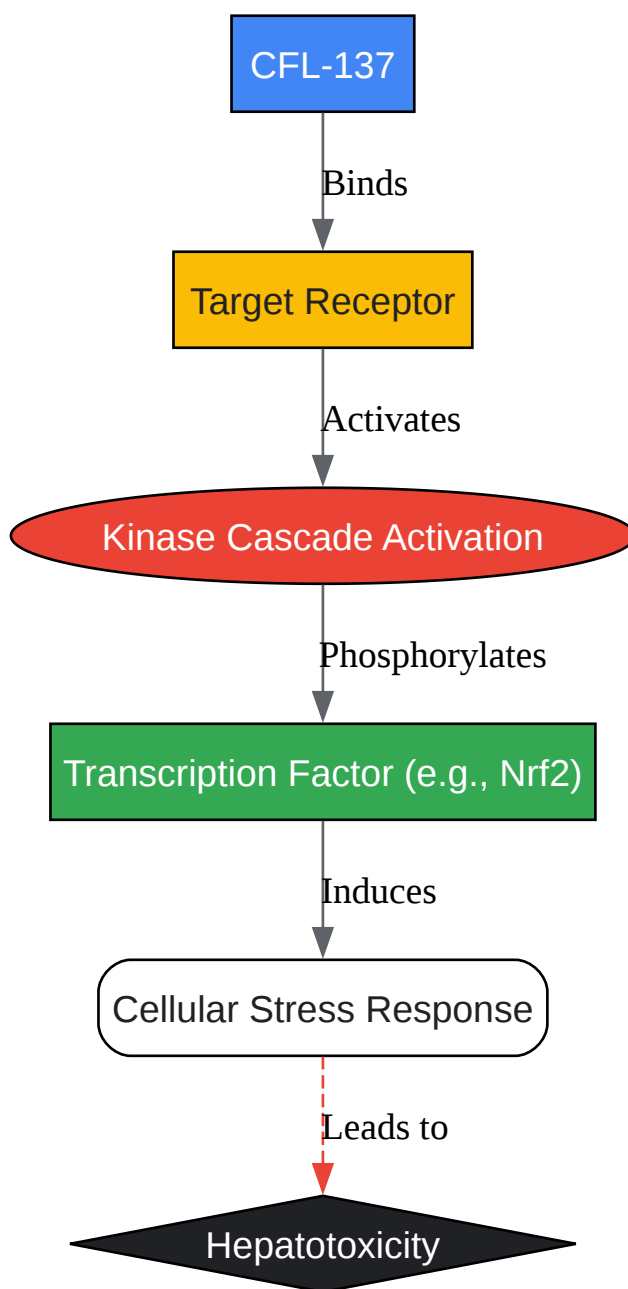 CFL-137
Binds
Target Receptor
Activates
Kinase Cascade Activation
Phosphorylates
Transcription Factor (e.g., Nrf2)
Induces
Cellular Stress Response
Leads to
Hepatotoxicity